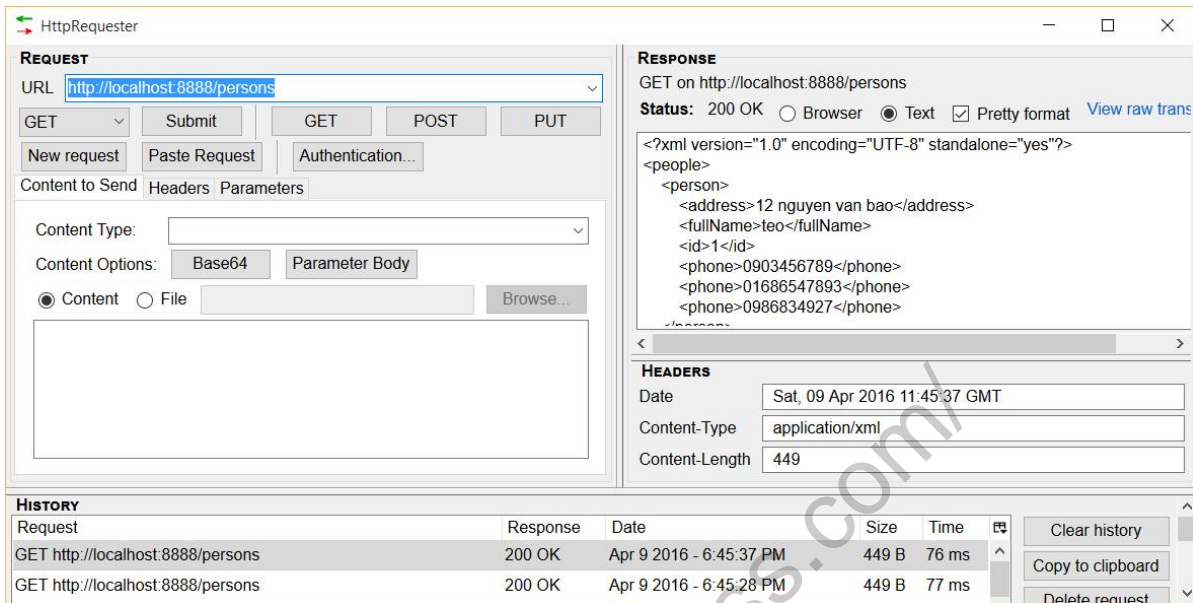 HttpRequester
REQUEST
URL http://localhost:8888/persons
GET Submit GET POST PUT
New request Paste Request Authentication...
Content to Send Headers Parameters
Content Type:
Content Options: Base64 Parameter Body
Content File Browse...
RESPONSE
GET on http://localhost:8888/persons
Status: 200 OK Browser Text Pretty format View raw trans
<?xml version="1.0" encoding="UTF-8" standalone="yes"?>
<people>
<person>
<address>12 nguyen van bao</address>
<fullName>teo</fullName>
<id>1</id>
<phone>0903456789</phone>
<phone>01686547893</phone>
<phone>0986834927</phone>
</person>
HEADERS
Date Sat, 09 Apr 2016 11:45:37 GMT
Content-Type application/xml
Content-Length 449
HISTORY
Request Response Date Size Time
GET http://localhost:8888/persons 200 OK Apr 9 2016 - 6:45:37 PM 449 B 76 ms
GET http://localhost:8888/persons 200 OK Apr 9 2016 - 6:45:28 PM 449 B 77 ms
Clear history
Copy to clipboard
Delete request
s.com/